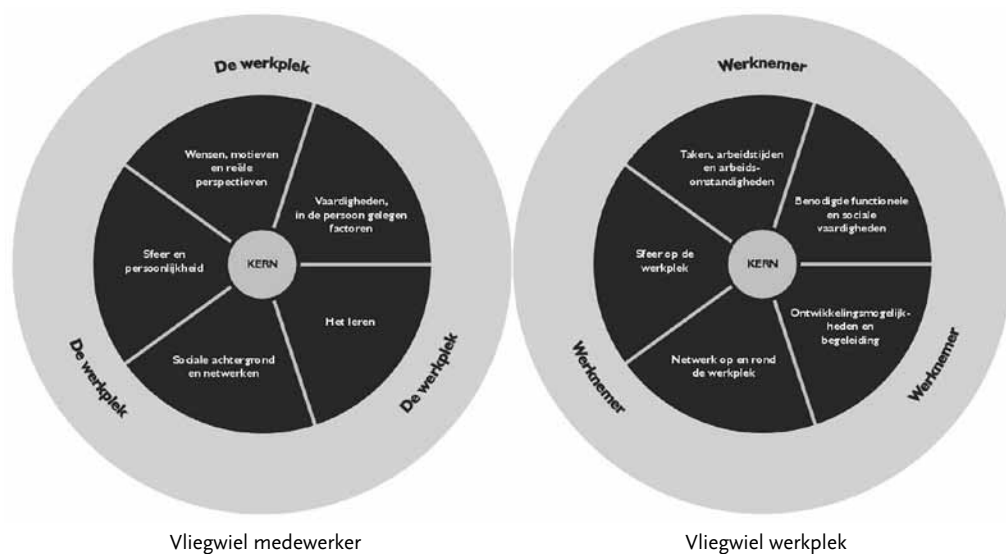 De werkplek
Wensen, motieven
en reële
perspectieven
Vaardigheden,
in de persoon gelegen
factoren
Sfeer en
persoonlijkheid
KERN
Het leren
Sociale achtergrond
en netwerken
De werkplek
De werkplek
Vliegwiel medewerker
Werknemer
Taken, arbeidstijden
en arbeids-
omstandigheden
Benodigde functionele
en sociale
vaardigheden
Sfeer op de
werkplek
KERN
Ontwikkelingsmogelijk-
heden en
begeleiding
Netwerk op en rond
de werkplek
Werknemer
Werknemer
Vliegwiel werkplek